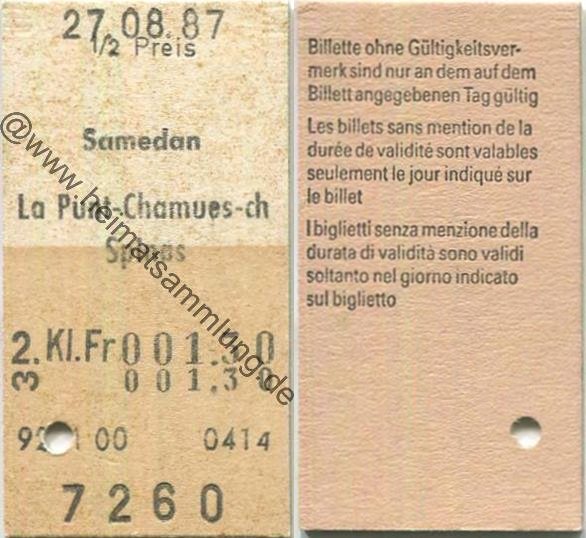 27.08.87
1/2 Preis
Samedan
La Punt-Chamues-ch
2. Kl. Fr 001.30
3 001.30
00 0414
7260
@www.heimatsammlung.de
Billette ohne Gültigkeitsver-
merk sind nur an dem auf dem
Billett angegebenen Tag gültig
Les billets sans mention de la
durée de validité sont valables
seulement le jour indiqué sur
le billet
I biglietti senza menzione della
durata di validità sono validi
soltanto nel giorno indicato
sul biglietto